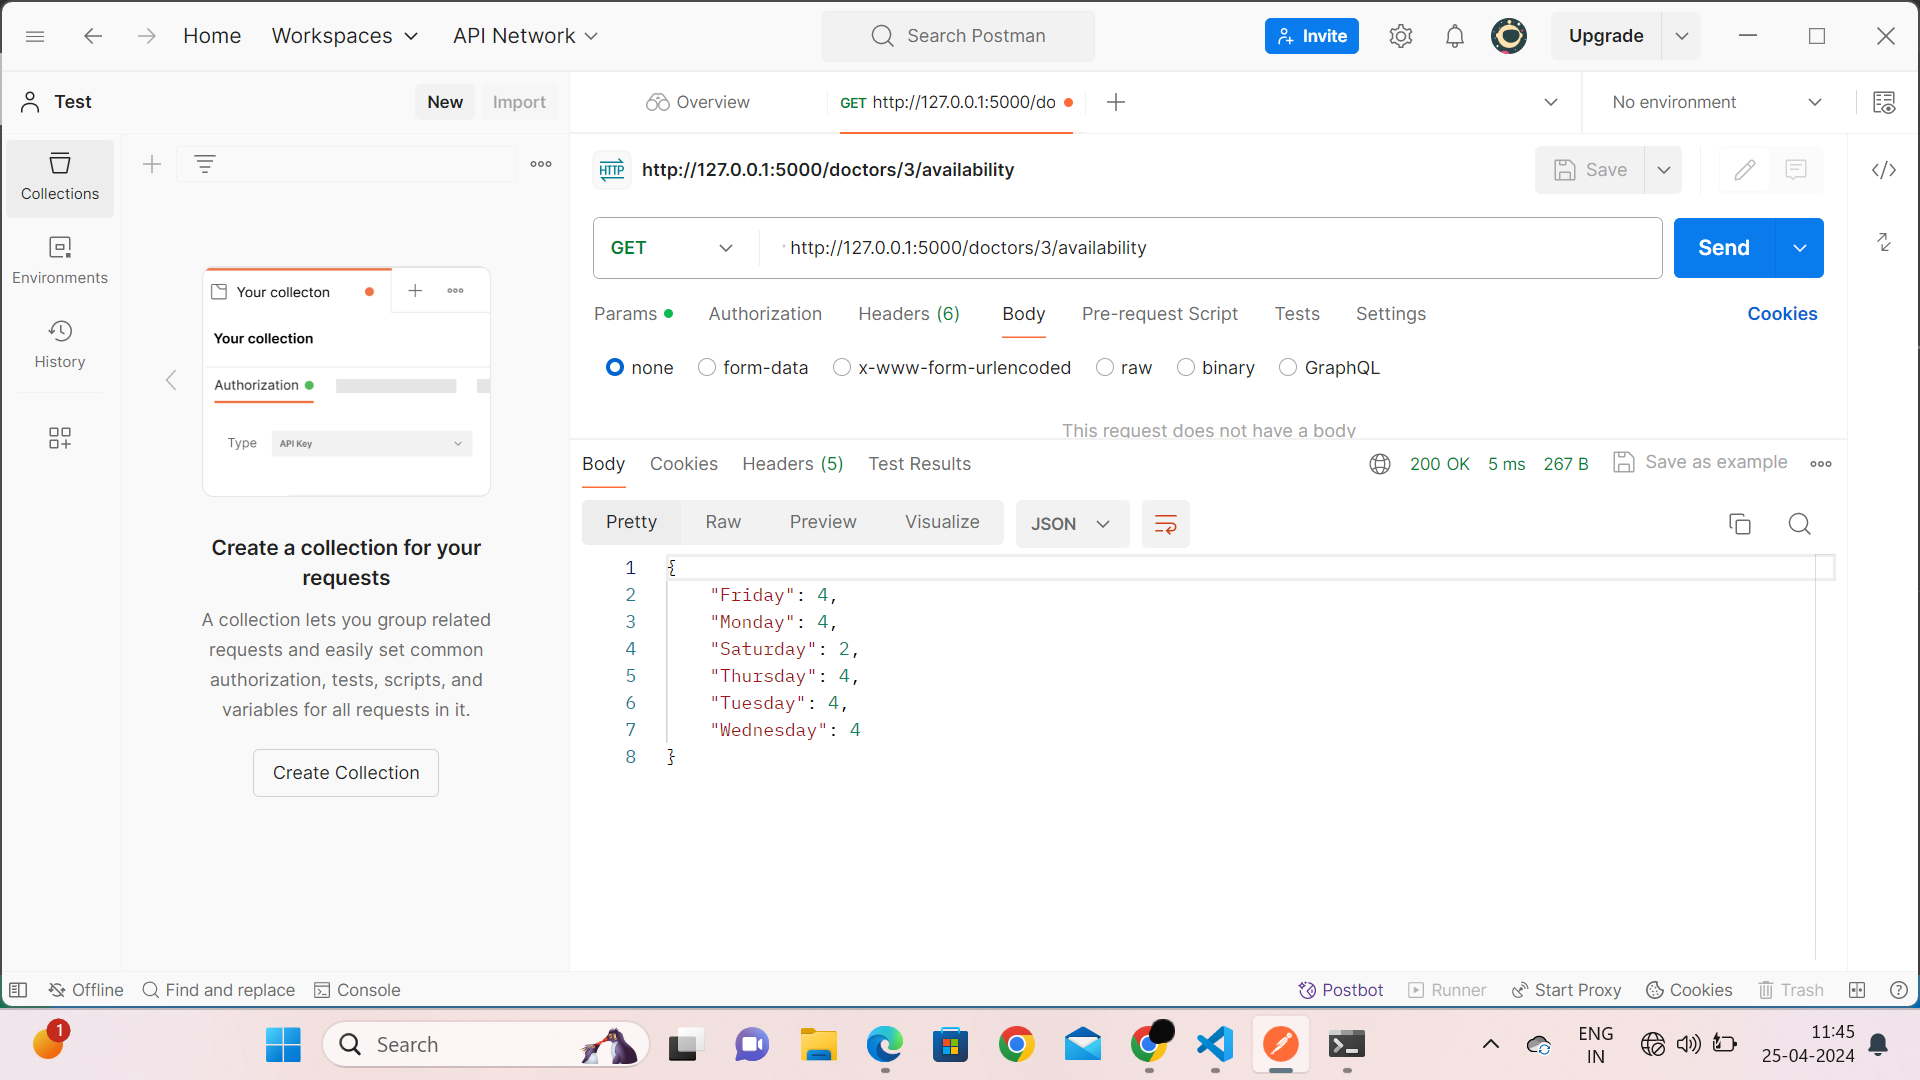 Home Workspaces API Network Search Postman Invite Upgrade
Test New Import Overview GET http://127.0.0.1:5000/do No environment
Collections
Environments
History
Your collecton
Your collection
Authorization
Type API Key
Create a collection for your
requests
A collection lets you group related
requests and easily set common
authorization, tests, scripts, and
variables for all requests in it.
Create Collection
HTTP http://127.0.0.1:5000/doctors/3/availability Save
GET http://127.0.0.1:5000/doctors/3/availability Send
Params Authorization Headers (6) Body Pre-request Script Tests Settings Cookies
none form-data x-www-form-urlencoded raw binary GraphQL
This request does not have a body
Body Cookies Headers (5) Test Results 200 OK 5 ms 267 B Save as example
Pretty Raw Preview Visualize JSON
1 {
2 "Friday": 4,
3 "Monday": 4,
4 "Saturday": 2,
5 "Thursday": 4,
6 "Tuesday": 4,
7 "Wednesday": 4
8 }
Offline Find and replace Console Postbot Runner Start Proxy Cookies Trash
1 Search ENG 11:45
IN 25-04-2024